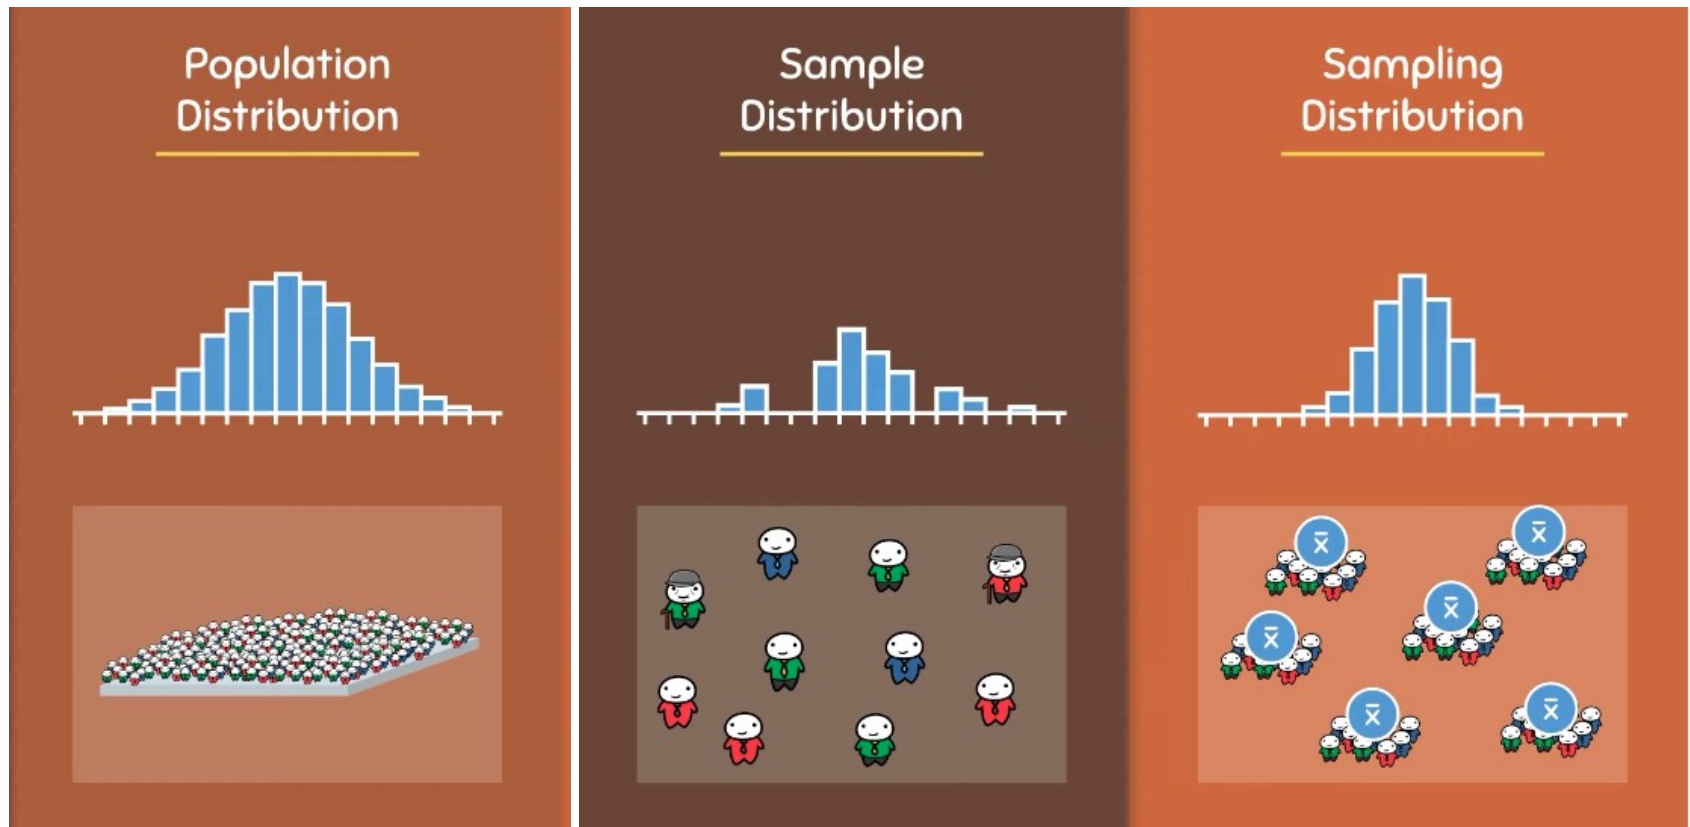 Population
Distribution
Sample
Distribution
Sampling
Distribution
x̄
x̄
x̄
x̄
x̄
x̄